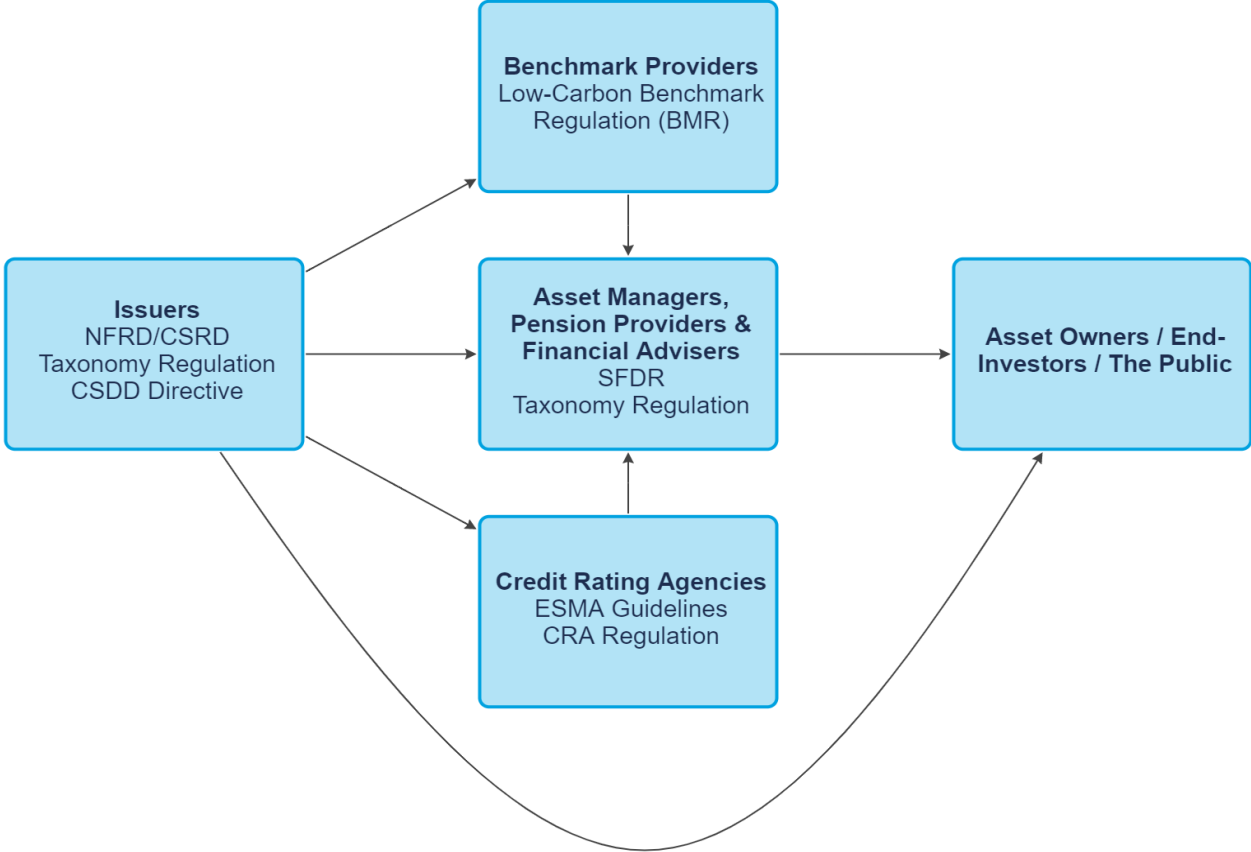 Benchmark Providers
Low-Carbon Benchmark
Regulation (BMR)
Issuers
NFRD/CSRD
Taxonomy Regulation
CSDD Directive
Asset Managers,
Pension Providers &
Financial Advisers
SFDR
Taxonomy Regulation
Asset Owners / End-
Investors / The Public
Credit Rating Agencies
ESMA Guidelines
CRA Regulation